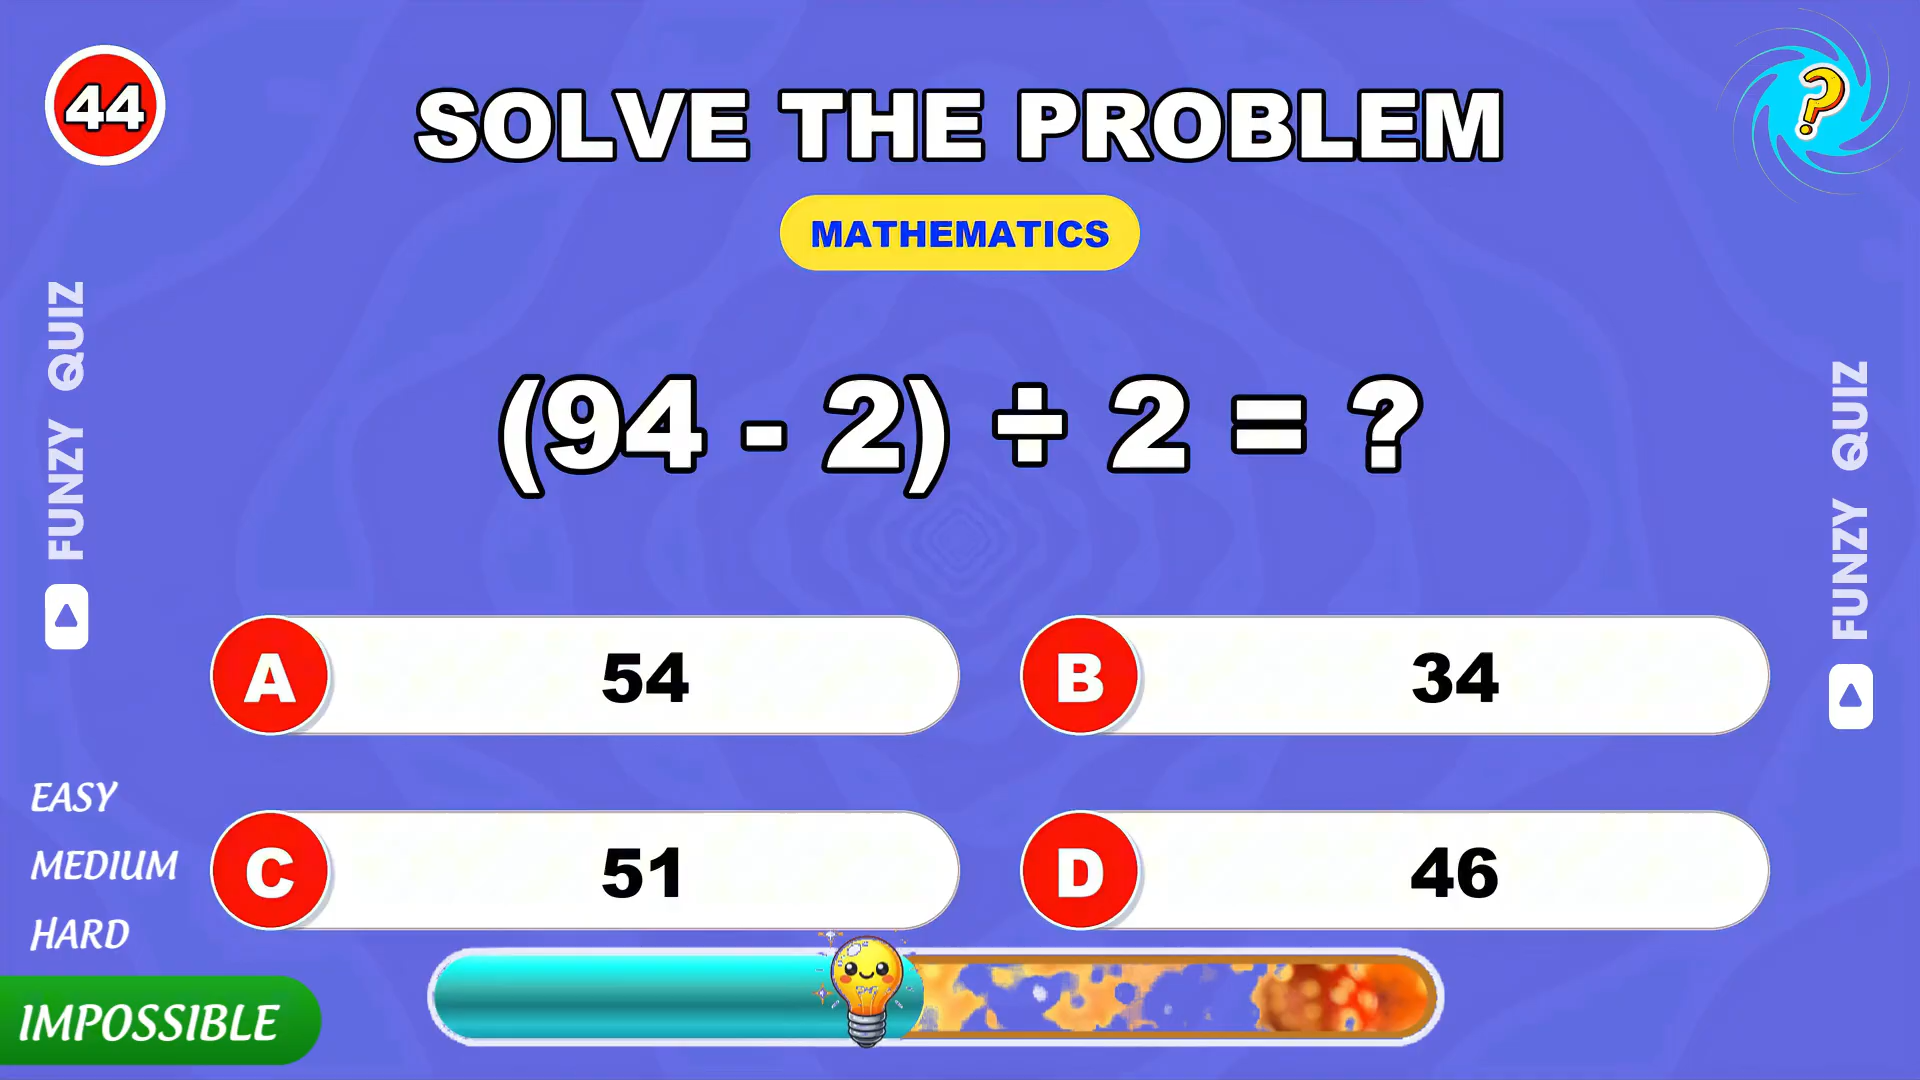 44
SOLVE THE PROBLEM
?
MATHEMATICS
(94 - 2) ÷ 2 = ?
FUNZY QUIZ
FUNZY QUIZ
A 54
B 34
C 51
D 46
EASY
MEDIUM
HARD
IMPOSSIBLE